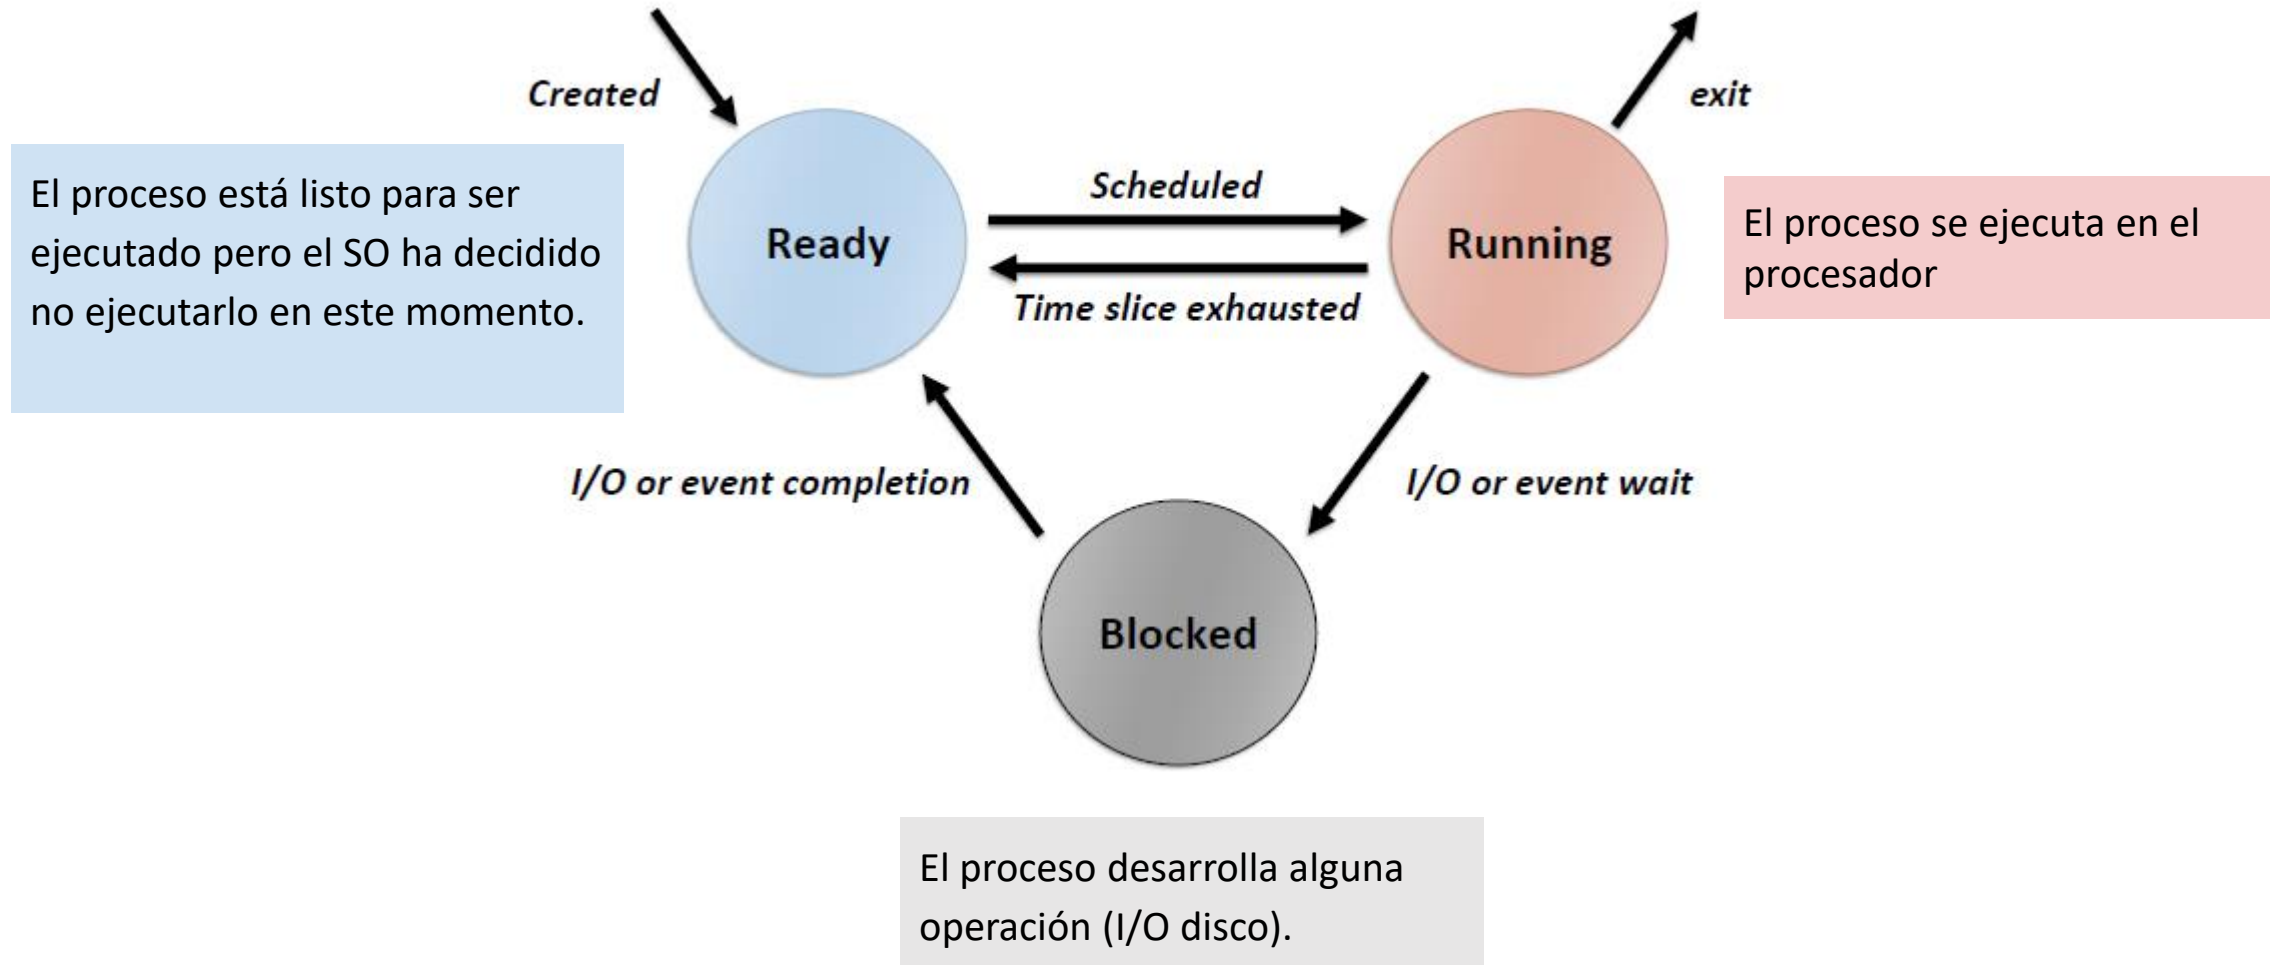 Created
exit
El proceso está listo para ser
ejecutado pero el SO ha decidido
no ejecutarlo en este momento.
Ready
Scheduled
Time slice exhausted
Running
El proceso se ejecuta en el
procesador
I/O or event completion
I/O or event wait
Blocked
El proceso desarrolla alguna
operación (I/O disco).